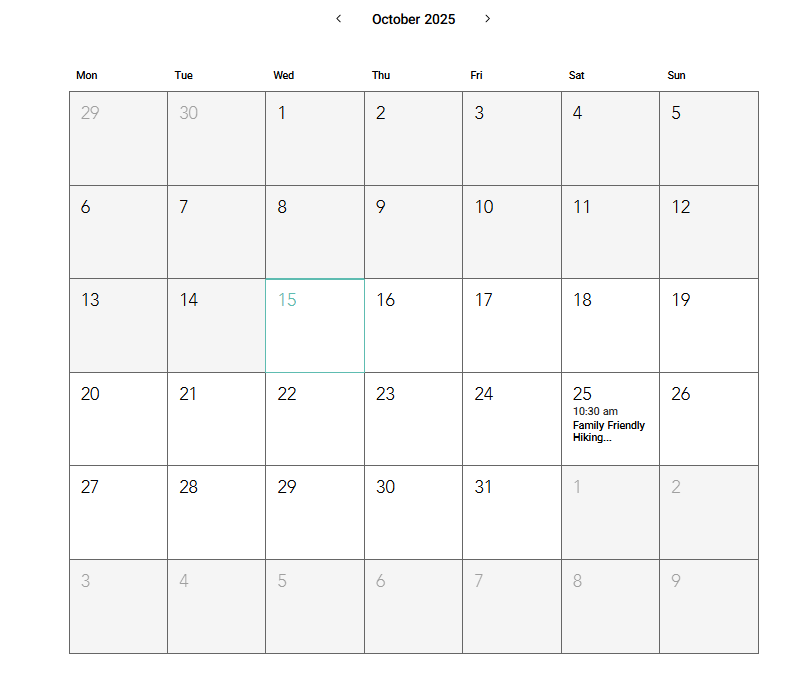 October 2025
Mon Tue Wed Thu Fri Sat Sun
29 30 1 2 3 4 5
6 7 8 9 10 11 12
13 14 15 16 17 18 19
20 21 22 23 24 25 26
10:30 am
Family Friendly
Hiking...
27 28 29 30 31 1 2
3 4 5 6 7 8 9